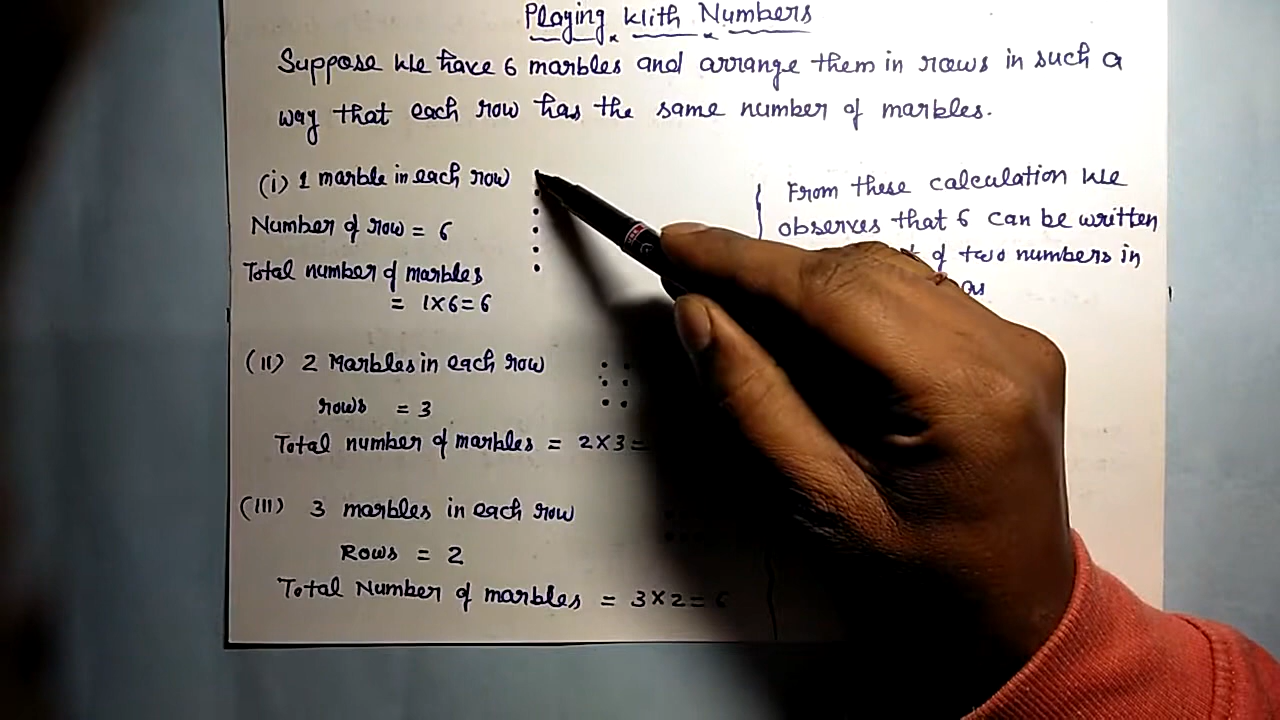 Playing With Numbers
Suppose We have 6 marbles and arrange them in rows in such a
way that each row has the same number of marbles.
(i) 1 marble in each row
Number of row = 6
Total number of marbles
= 1×6=6
(II) 2 Marbles in each row
rows = 3
Total number of marbles = 2×3=
(III) 3 marbles in each row
Rows = 2
Total Number of marbles = 3×2=6
From these calculation We
observes that 6 can be written
of two numbers in
as